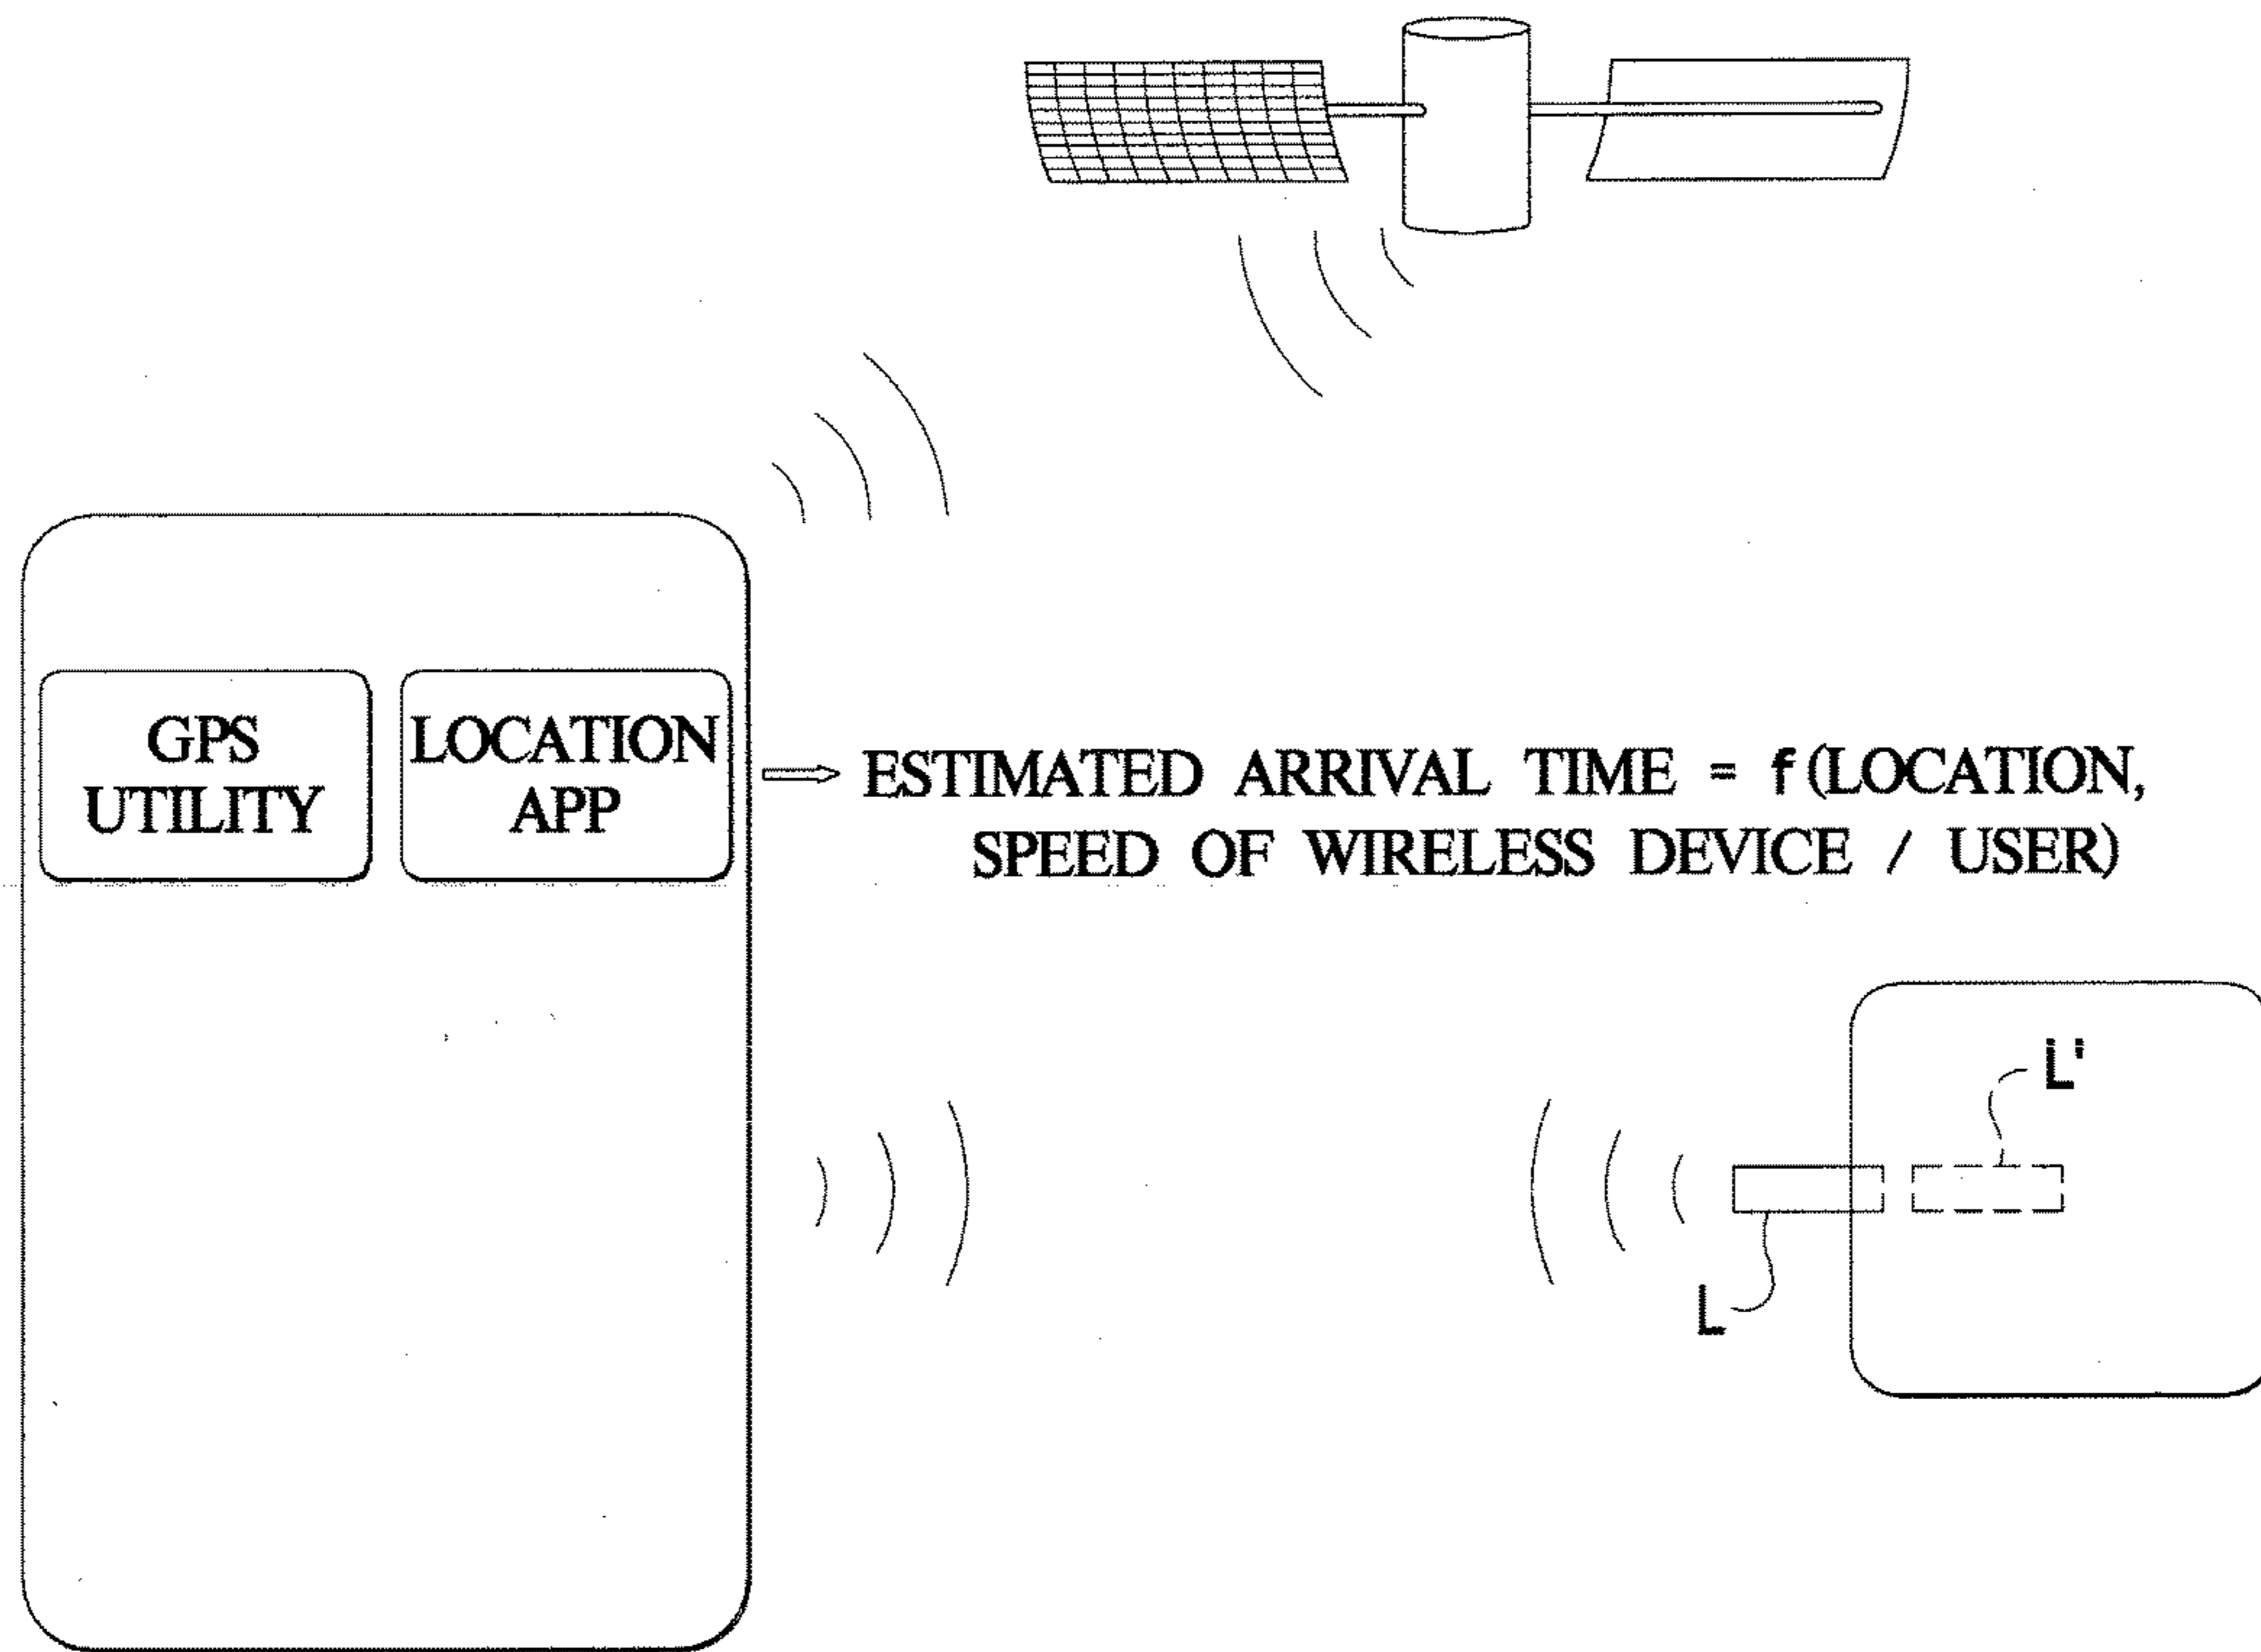 GPS
UTILITY
LOCATION
APP
ESTIMATED ARRIVAL TIME = f(LOCATION,
SPEED OF WIRELESS DEVICE / USER)
L'
L